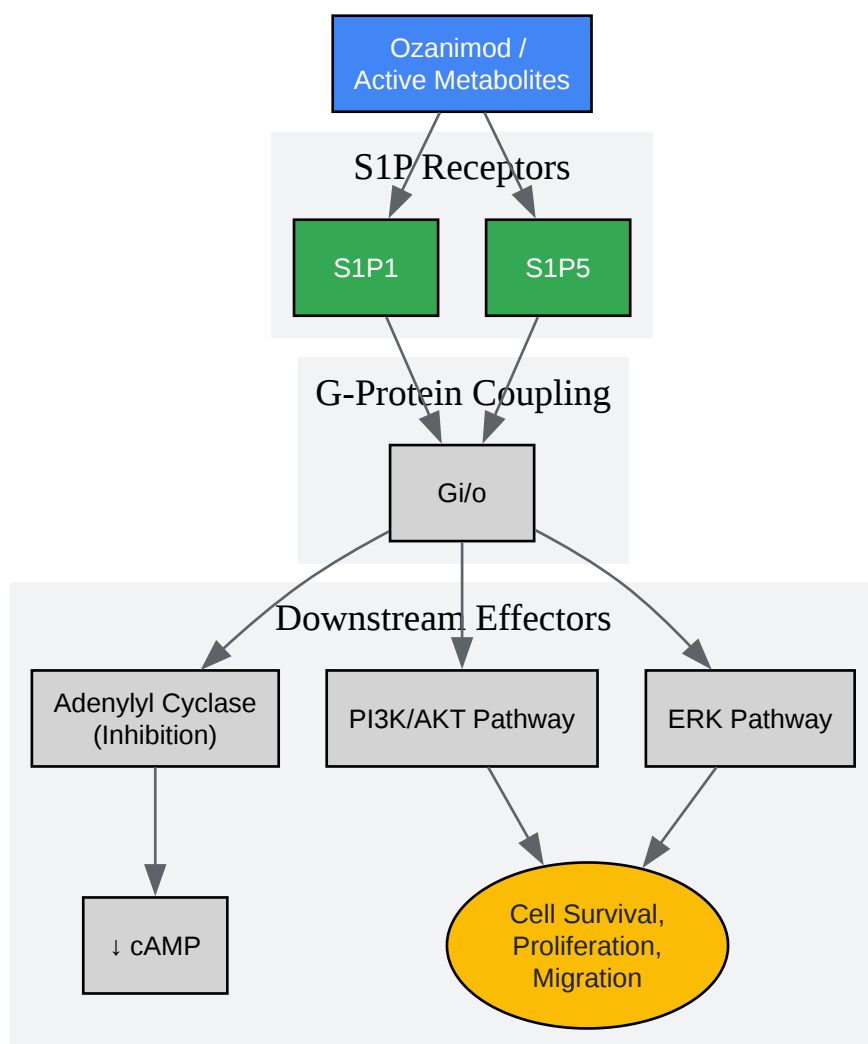 Ozanimod /
Active Metabolites
S1P Receptors
S1P1
S1P5
G-Protein Coupling
Gi/o
Downstream Effectors
Adenylyl Cyclase
(Inhibition)
PI3K/AKT Pathway
ERK Pathway
↓ cAMP
Cell Survival,
Proliferation,
Migration